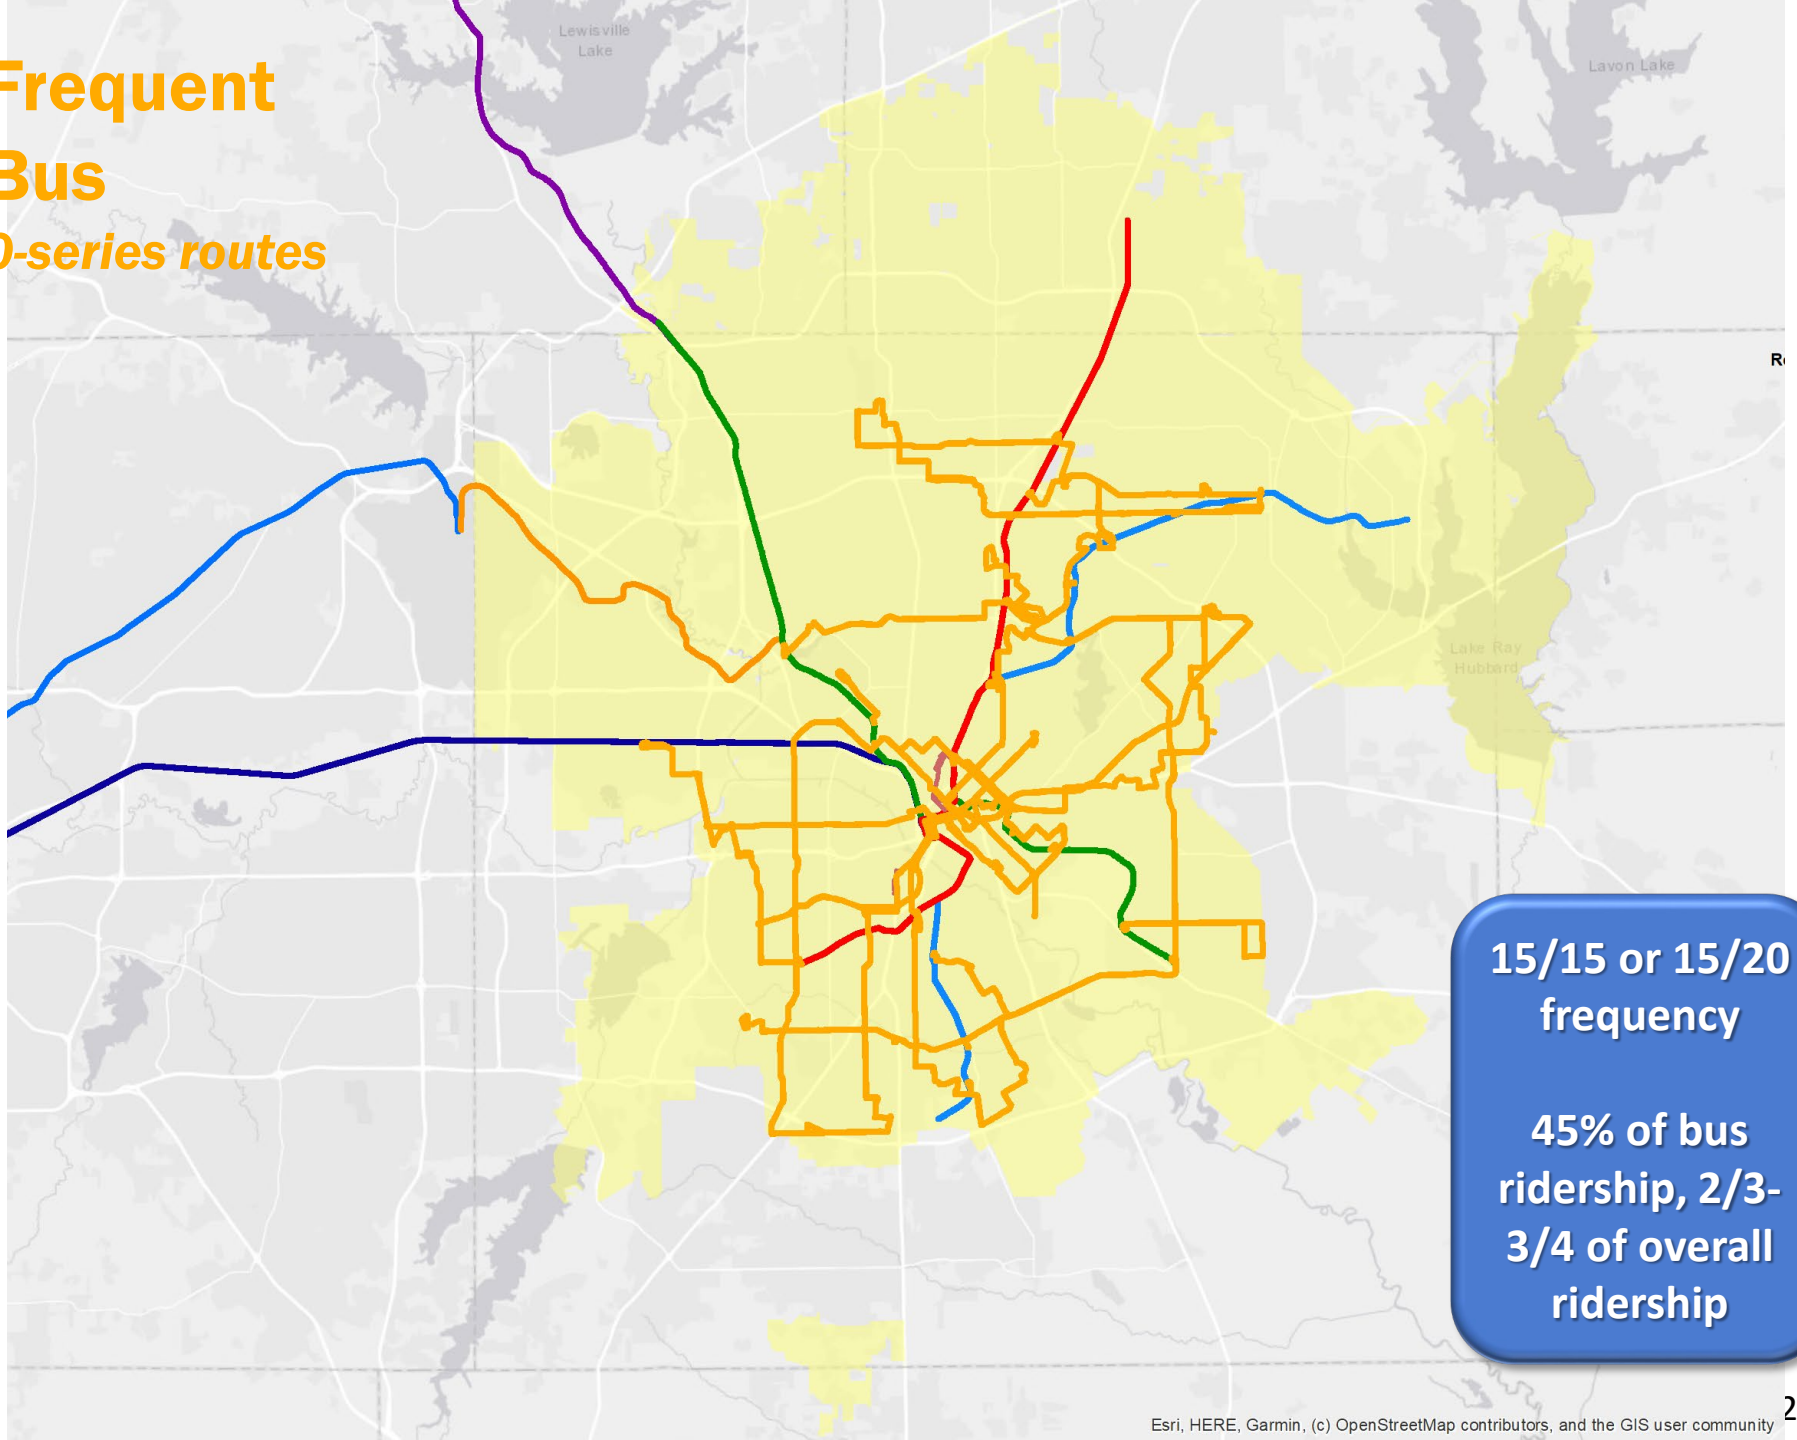 Frequent
Bus
0-series routes
Lewisville
Lake
Lavon Lake
Lake Ray
Hubbard
15/15 or 15/20
frequency
45% of bus
ridership, 2/3-
3/4 of overall
ridership
Esri, HERE, Garmin, (c) OpenStreetMap contributors, and the GIS user community
2